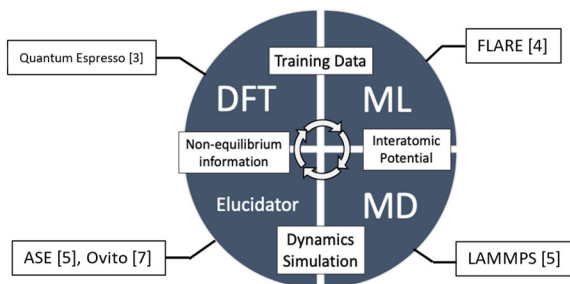 FLARE [4]
Quantum Espresso [3]
Training Data
DFT
ML
Non-equilibrium
information
Interatomic
Potential
Elucidator
MD
Dynamics
Simulation
ASE [5], Ovito [7]
LAMMPS [5]